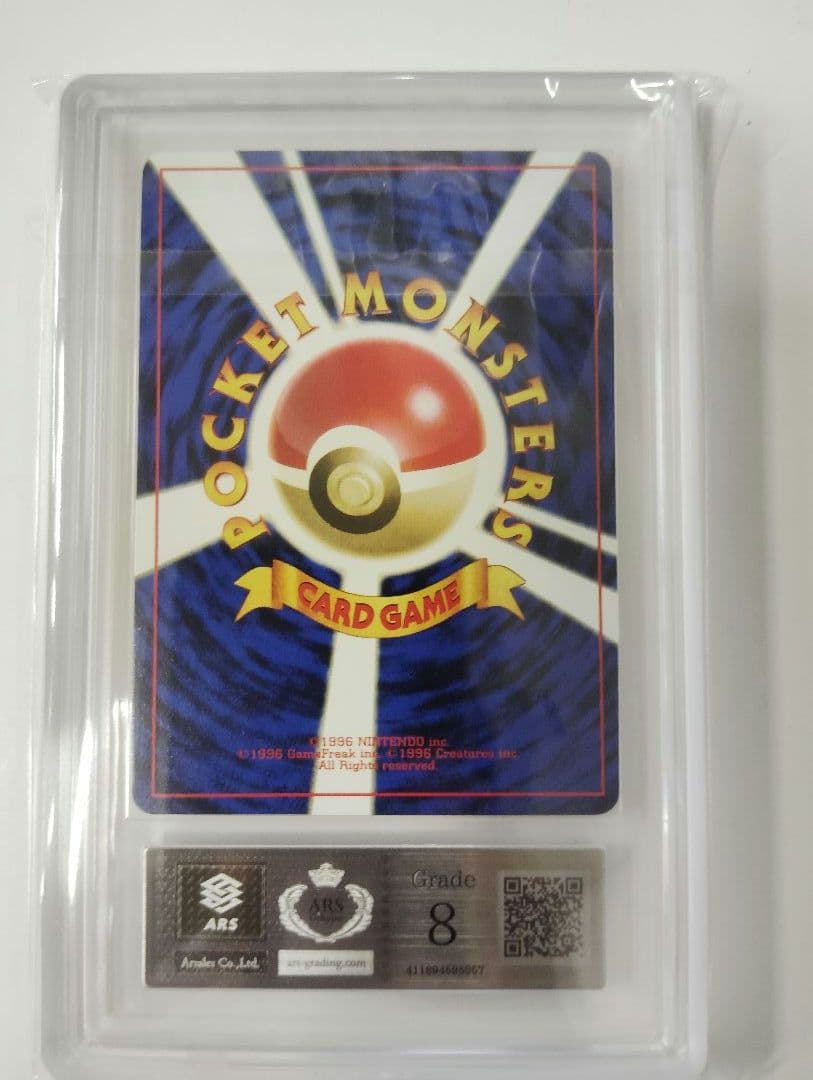 POCKET MONSTERS
CARD GAME
©1996 NINTENDO inc.
©1996 GameFreak inc. ©1996 Creatures inc.
All Rights reserved.
ARS
Arsales Co.,Ltd.
ARS
ars-grading.com
Grade
8